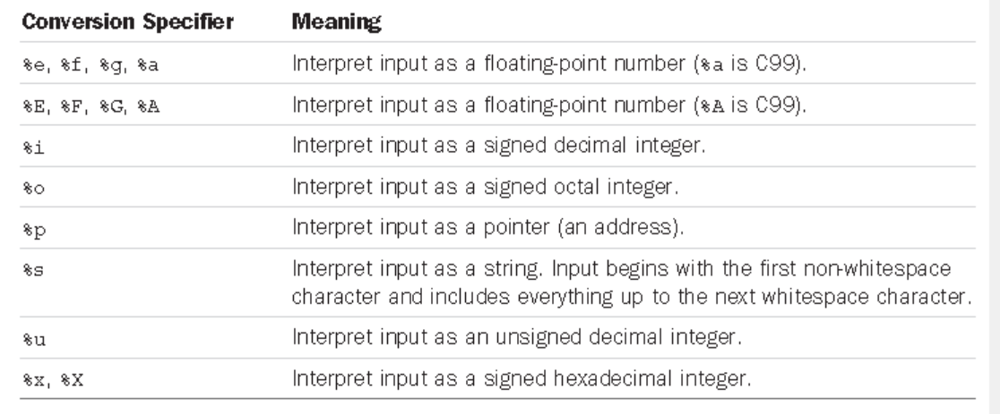 Conversion Specifier Meaning
%e, %f, %g, %a Interpret input as a floating-point number (%a is C99).
%E, %F, %G, %A Interpret input as a floating-point number (%A is C99).
%i Interpret input as a signed decimal integer.
%o Interpret input as a signed octal integer.
%p Interpret input as a pointer (an address).
%s Interpret input as a string. Input begins with the first non-whitespace
character and includes everything up to the next whitespace character.
%u Interpret input as an unsigned decimal integer.
%x, %X Interpret input as a signed hexadecimal integer.